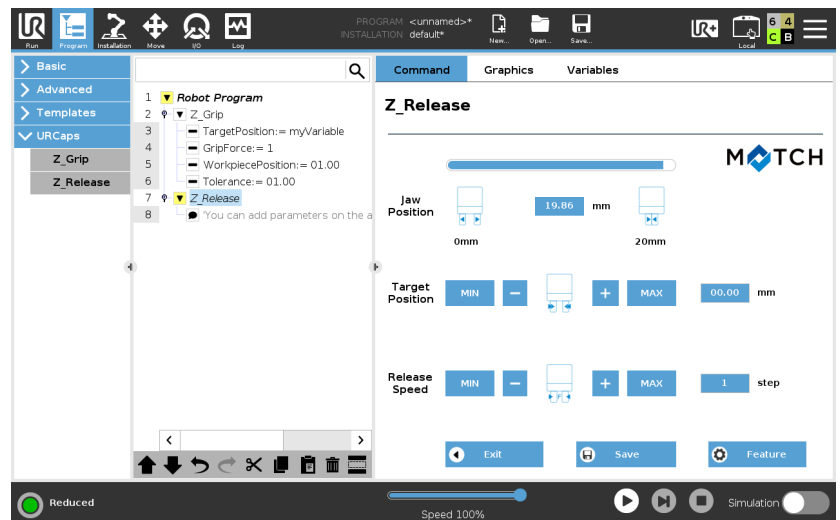 PROGRAM <unnamed>*
INSTALLATION default*
Run Program Installation Move I/O Log New... Open... Save... UR+ Local 6 4 C B
Basic
Advanced
Templates
URCaps
Z_Grip
Z_Release
1 Robot Program
2 Z_Grip
3 TargetPosition:= myVariable
4 GripForce:= 1
5 WorkpiecePosition:= 01.00
6 Tolerance:= 01.00
7 Z_Release
8 'You can add parameters on the a
Command Graphics Variables
Z_Release
MATCH
Jaw
Position
19.86 mm
0mm 20mm
Target
Position
MIN MAX 00.00 mm
Release
Speed
MIN MAX 1 step
Exit Save Feature
Reduced
Speed 100%
Simulation